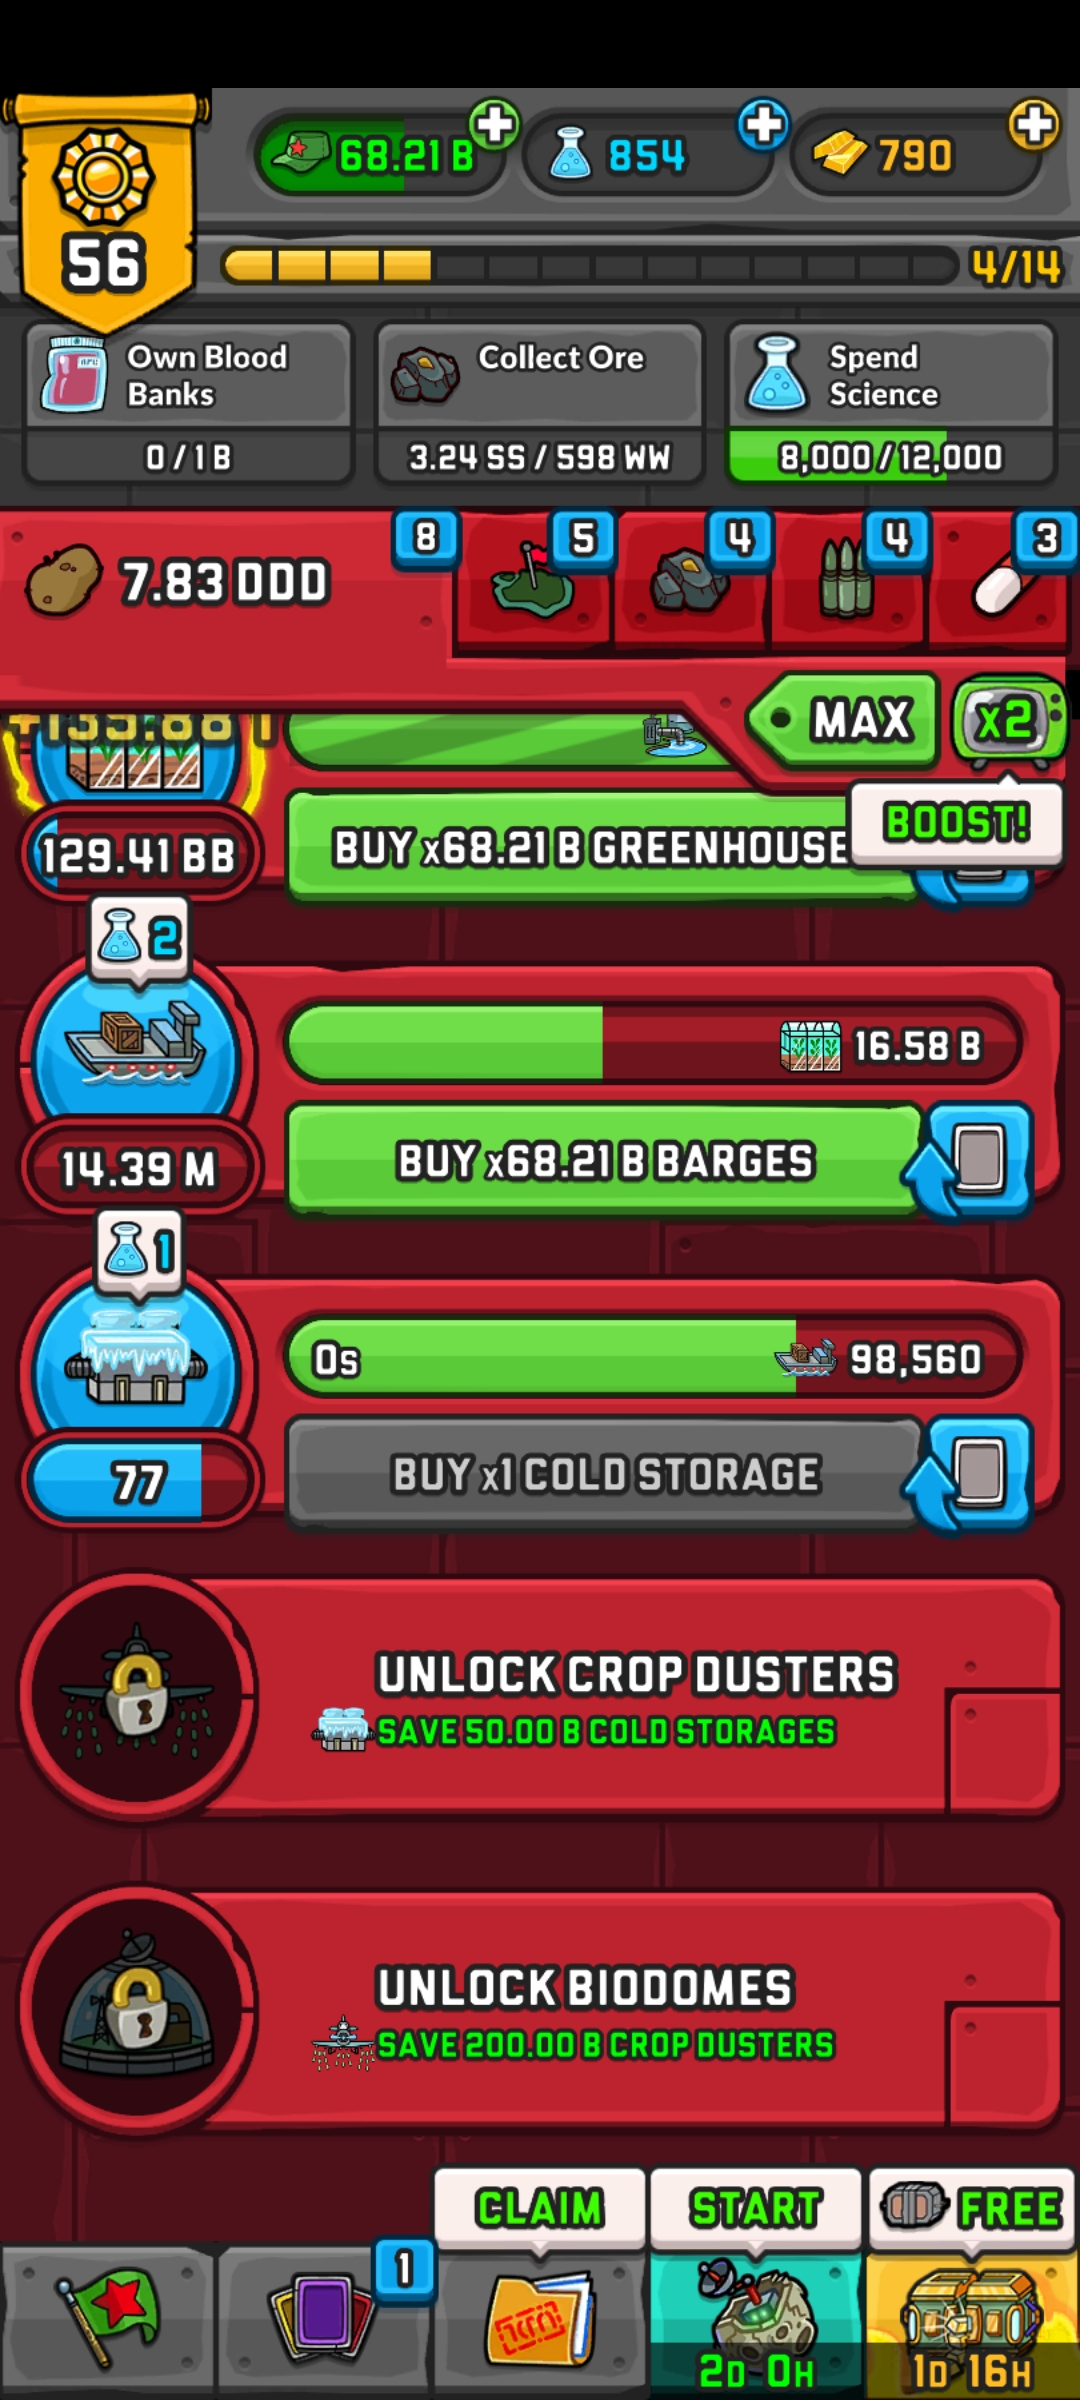 68.21 B
854
790
56
4/14
Own Blood
Banks
0 / 1 B
Collect Ore
3.24 SS / 598 WW
Spend
Science
8,000 / 12,000
7.83 DDD
8
5
4
4
3
MAX
x2
BOOST!
+135.88 T
129.41 BB
BUY x68.21 B GREENHOUSE
2
16.58 B
14.39 M
BUY x68.21 B BARGES
1
0s
98,560
77
BUY x1 COLD STORAGE
UNLOCK CROP DUSTERS
SAVE 50.00 B COLD STORAGES
UNLOCK BIODOMES
SAVE 200.00 B CROP DUSTERS
CLAIM
START
FREE
1
2D 0H
1D 16H